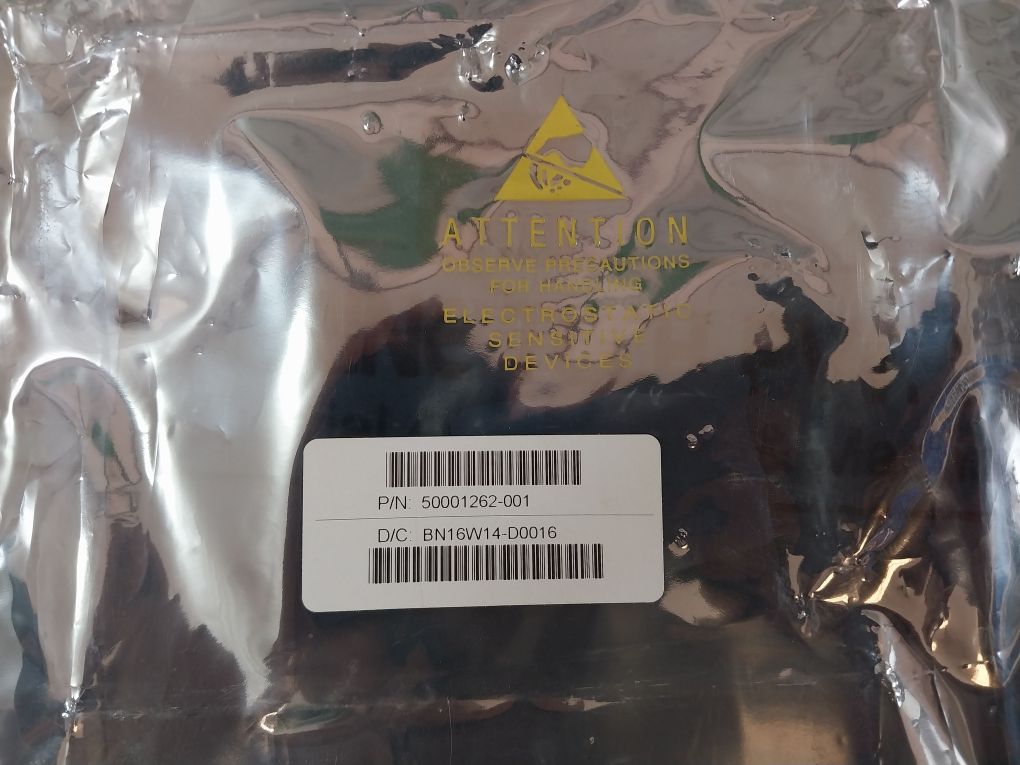 ATTENTION
OBSERVE PRECAUTIONS
FOR HANDLING
ELECTROSTATIC
SENSITIVE
DEVICES
P/N: 50001262-001
D/C: BN16W14-D0016